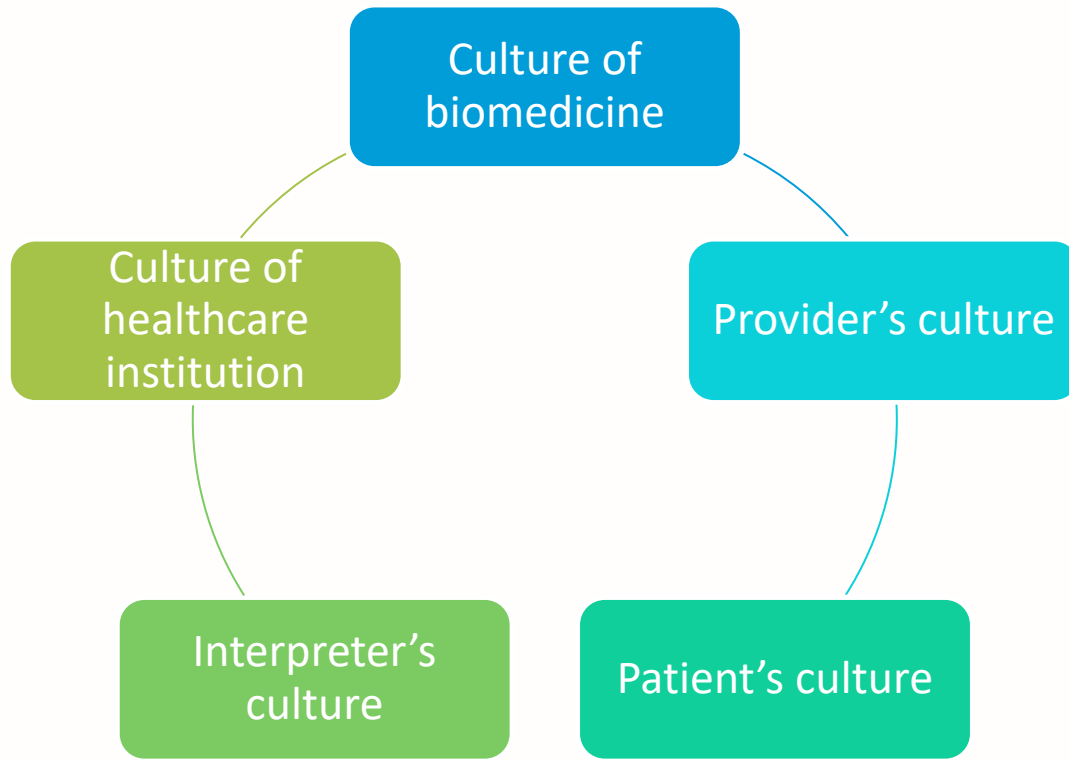 Culture of
biomedicine
Culture of
healthcare
institution
Provider’s culture
Interpreter’s
culture
Patient’s culture